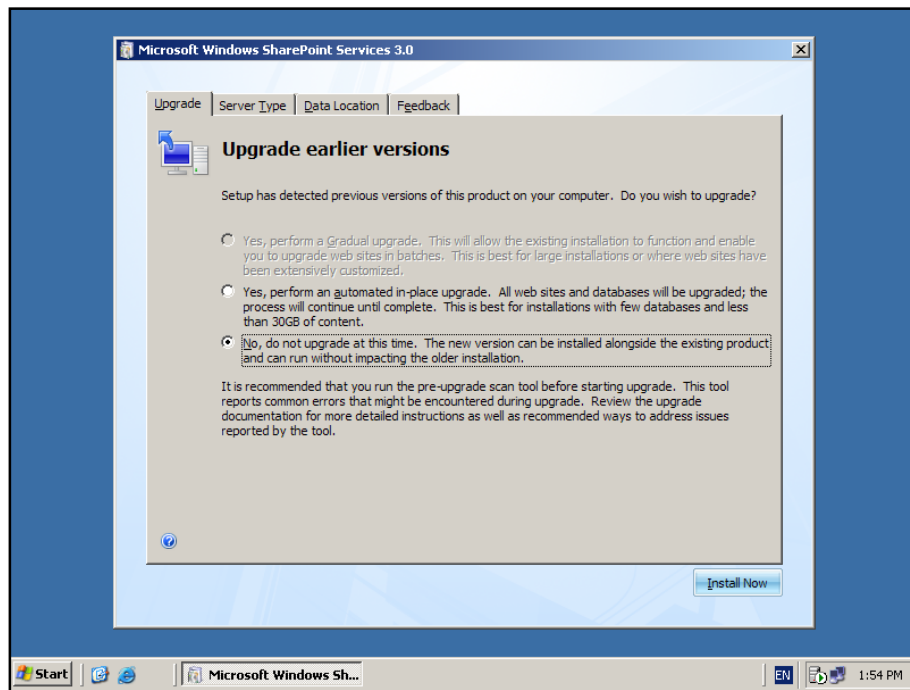 Microsoft Windows SharePoint Services 3.0
Upgrade Server Type Data Location Feedback
Upgrade earlier versions
Setup has detected previous versions of this product on your computer. Do you wish to upgrade?
Yes, perform a Gradual upgrade. This will allow the existing installation to function and enable
you to upgrade web sites in batches. This is best for large installations or where web sites have
been extensively customized.
Yes, perform an automated in-place upgrade. All web sites and databases will be upgraded; the
process will continue until complete. This is best for installations with few databases and less
than 30GB of content.
No, do not upgrade at this time. The new version can be installed alongside the existing product
and can run without impacting the older installation.
It is recommended that you run the pre-upgrade scan tool before starting upgrade. This tool
reports common errors that might be encountered during upgrade. Review the upgrade
documentation for more detailed instructions as well as recommended ways to address issues
reported by the tool.
Install Now
Start Microsoft Windows Sh... EN 1:54 PM